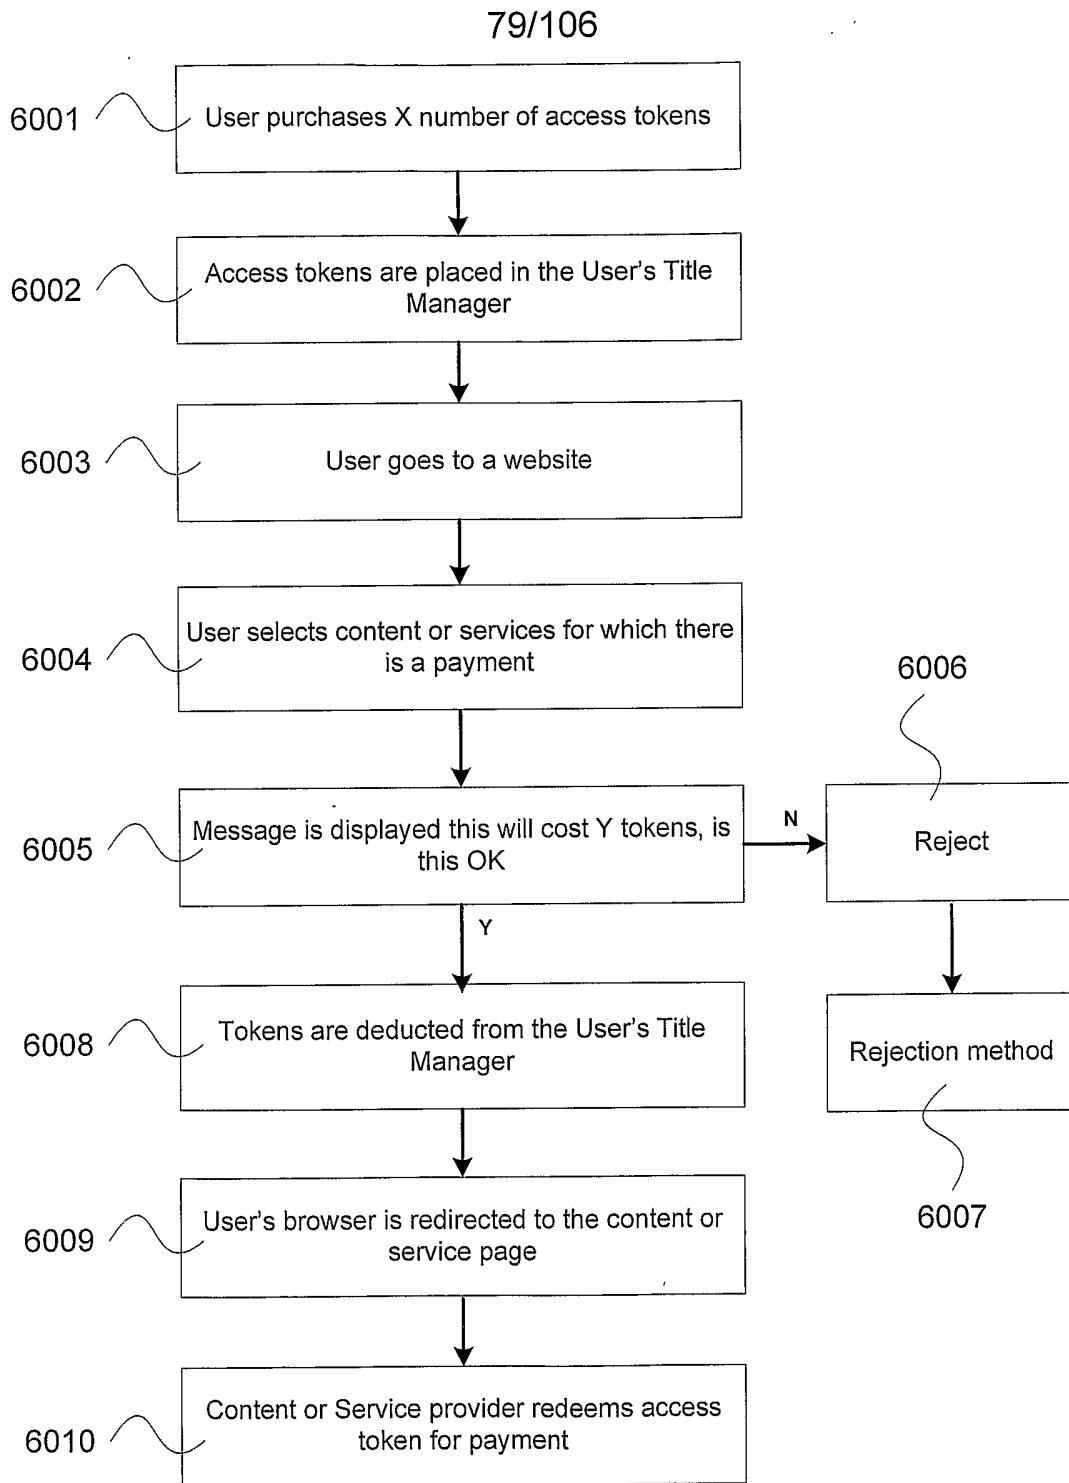 79/106
6001
User purchases X number of access tokens
6002
Access tokens are placed in the User's Title
Manager
6003
User goes to a website
6004
User selects content or services for which there
is a payment
6005
Message is displayed this will cost Y tokens, is
this OK
N
6006
Reject
Y
6008
Tokens are deducted from the User's Title
Manager
Rejection method
6007
6009
User's browser is redirected to the content or
service page
6010
Content or Service provider redeems access
token for payment